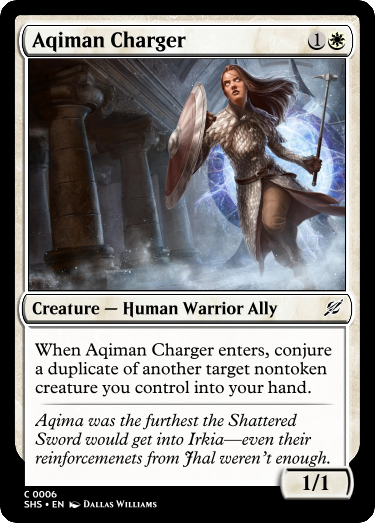 Aqiman Charger 1
Creature — Human Warrior Ally
When Aqiman Charger enters, conjure
a duplicate of another target nontoken
creature you control into your hand.
Aqima was the furthest the Shattered
Sword would get into Irkia—even their
reinforcemenets from Jhal weren't enough.
1/1
C 0006
SHS • EN Dallas Williams